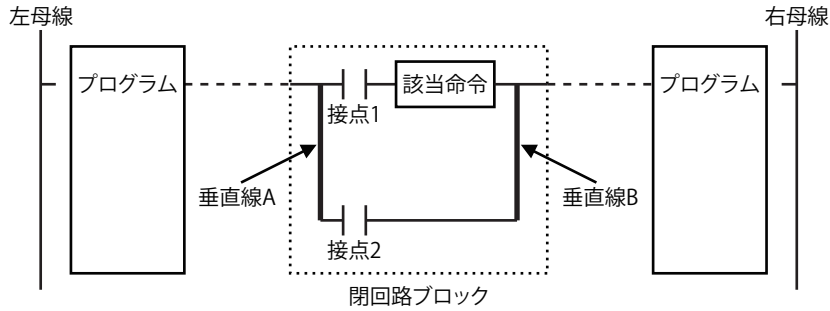 左母線
右母線
プログラム
該当命令
プログラム
接点1
垂直線A
垂直線B
接点2
閉回路ブロック